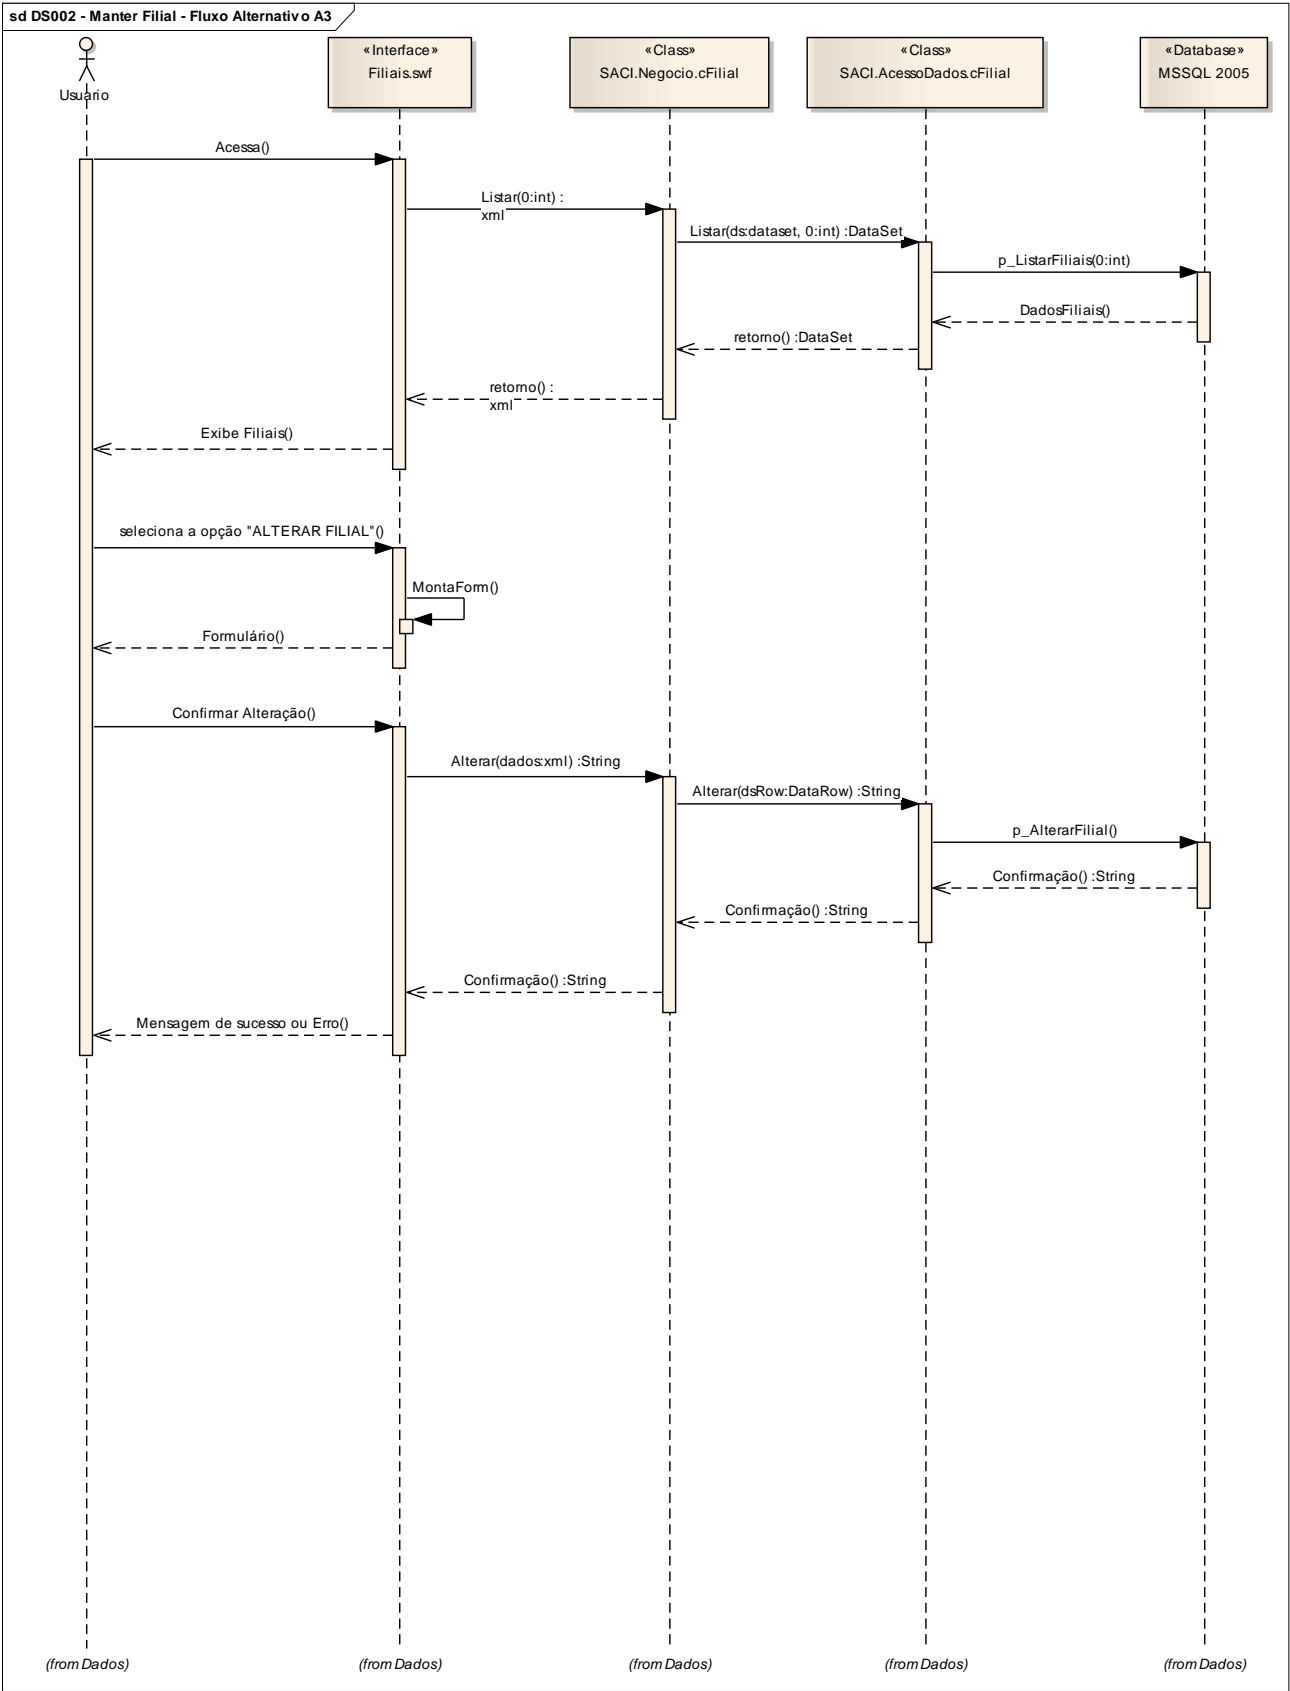 sd DS002 - Manter Filial - Fluxo Alternativo A3
Usuário
«Interface»
Filiais.swf
«Class»
SACI.Negocio.cFilial
«Class»
SACI.AcessoDados.cFilial
«Database»
MSSQL 2005
Acessa()
Listar(0:int) :
xml
Listar(ds:dataset, 0:int) :DataSet
p_ListarFiliais(0:int)
DadosFiliais()
retorno() :DataSet
retorno() :
xml
Exibe Filiais()
seleciona a opção "ALTERAR FILIAL"()
MontaForm()
Formulário()
Confirmar Alteração()
Alterar(dados:xml) :String
Alterar(dsRow:DataRow) :String
p_AlterarFilial()
Confirmação() :String
Confirmação() :String
Confirmação() :String
Mensagem de sucesso ou Erro()
(from Dados)
(from Dados)
(from Dados)
(from Dados)
(from Dados)